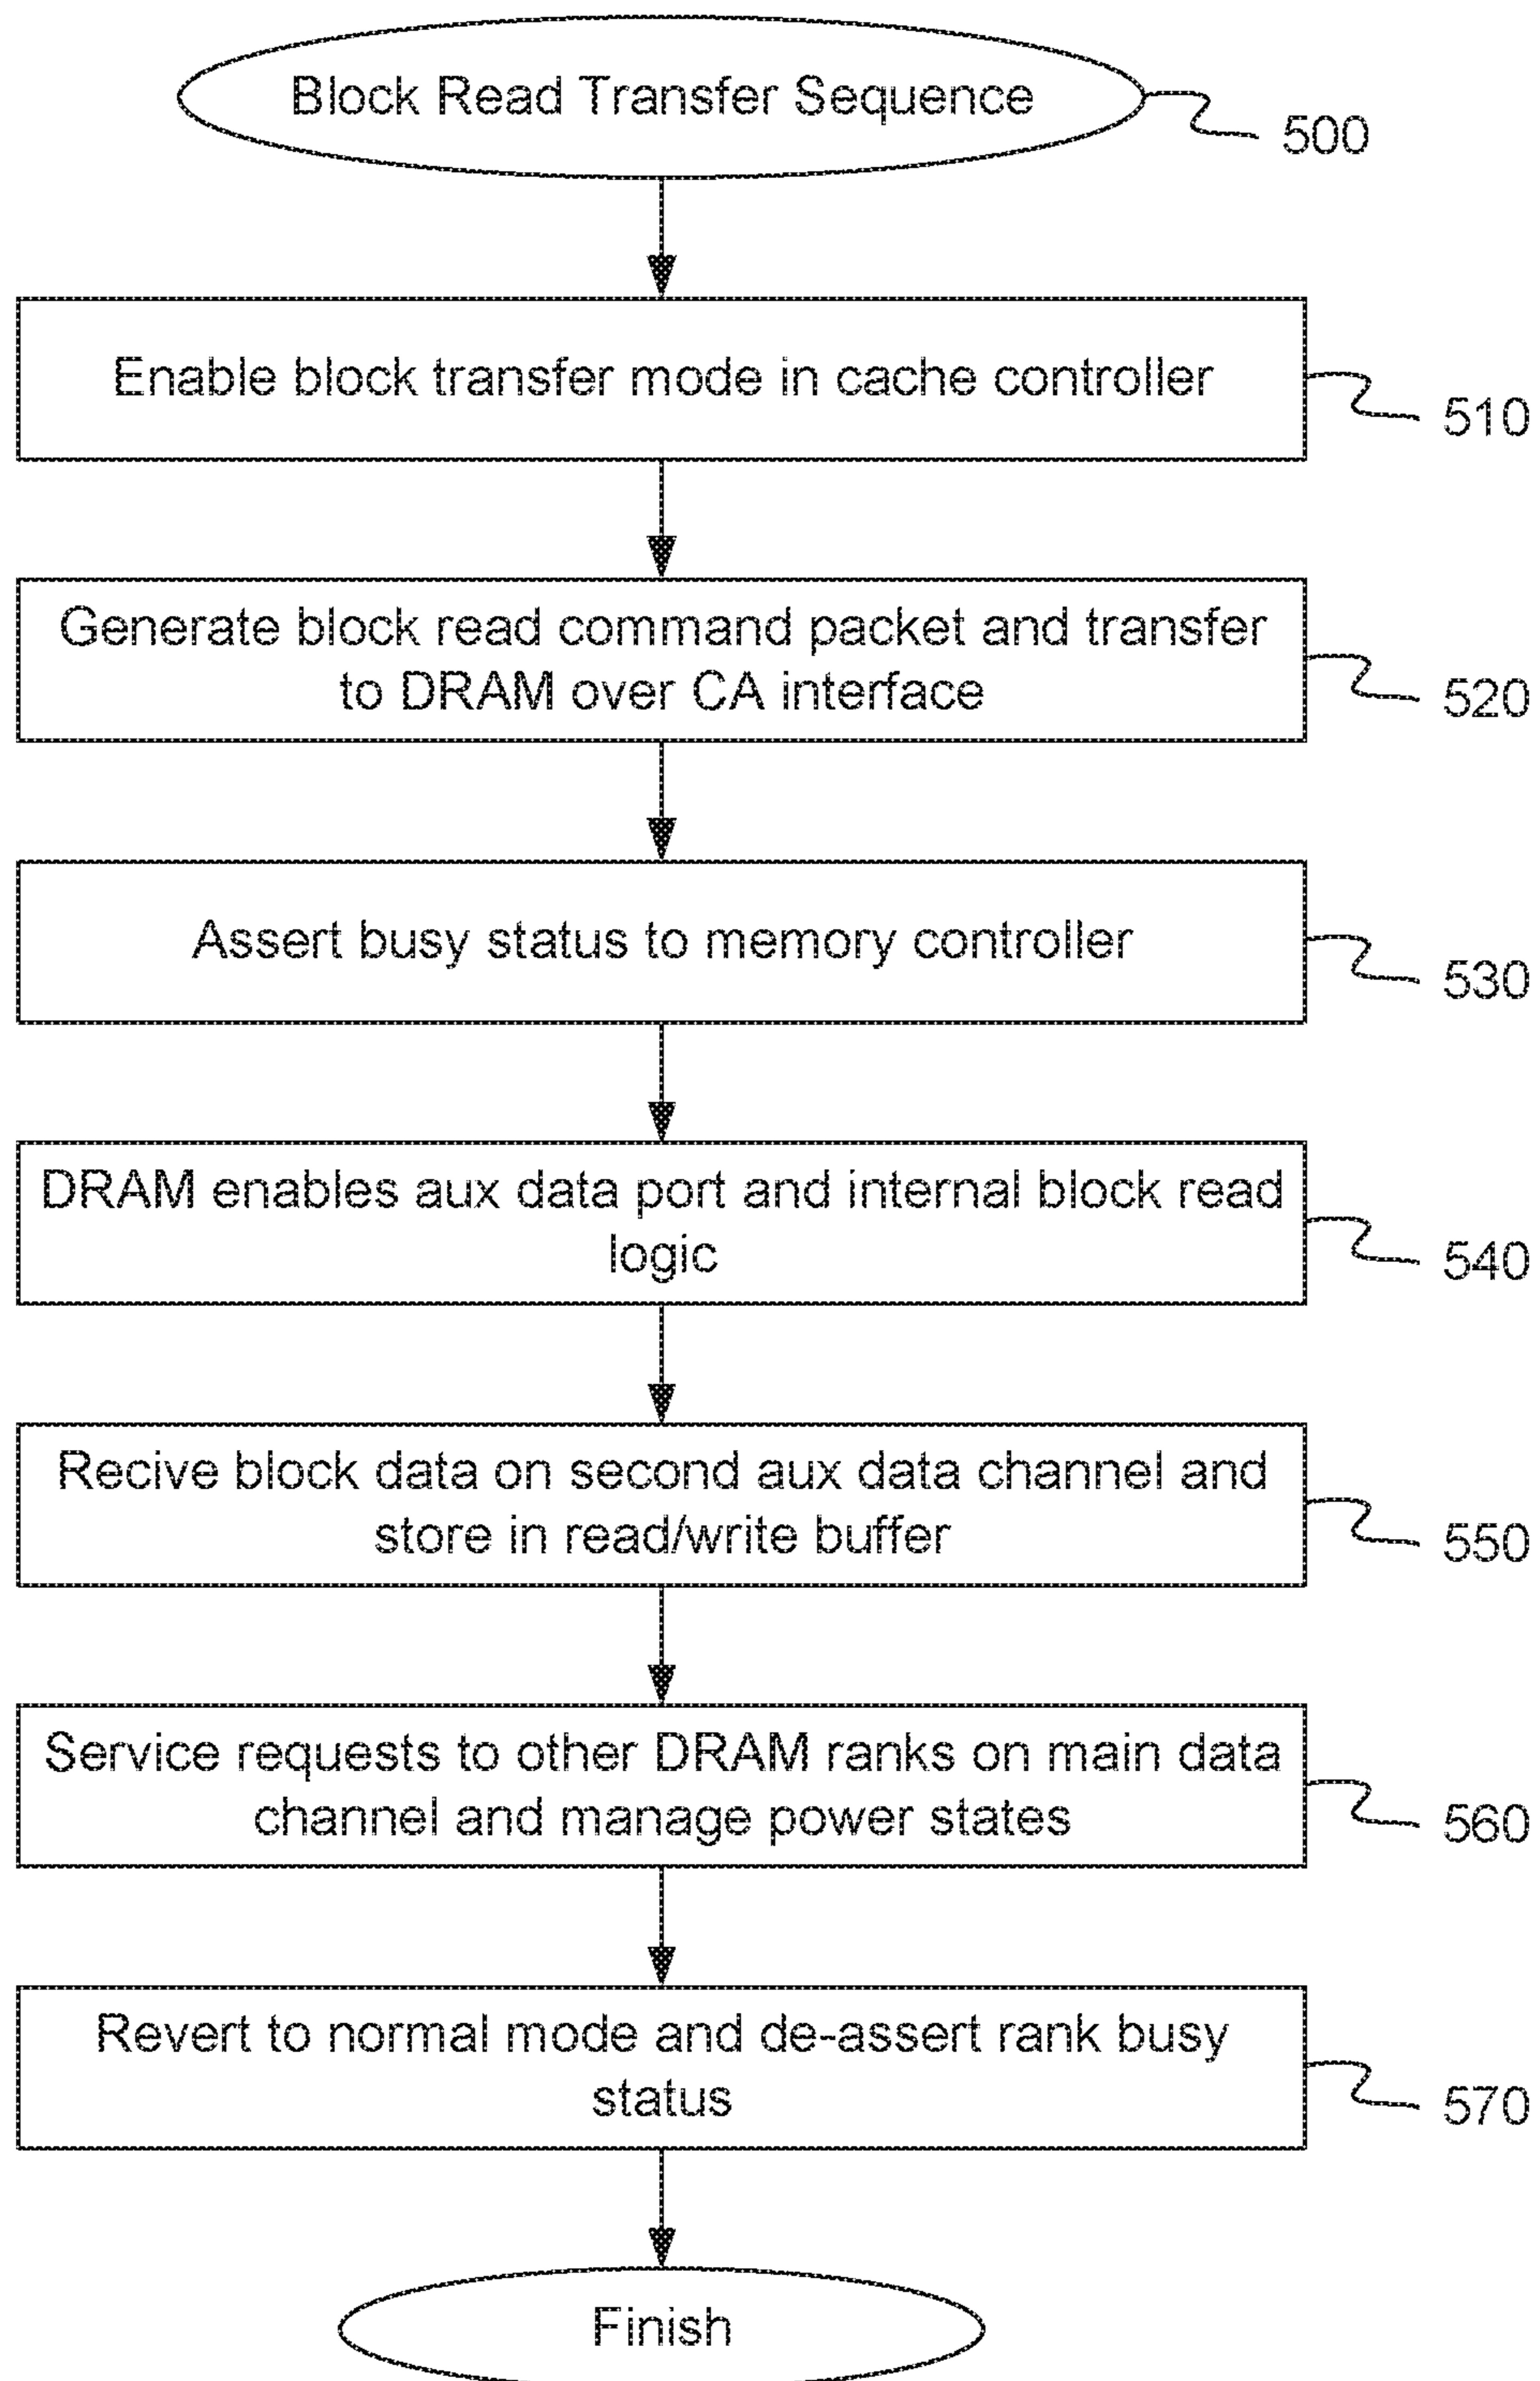 Block Read Transfer Sequence
500
Enable block transfer mode in cache controller
510
Generate block read command packet and transfer
to DRAM over CA interface
520
Assert busy status to memory controller
530
DRAM enables aux data port and internal block read
logic
540
Recive block data on second aux data channel and
store in read/write buffer
550
Service requests to other DRAM ranks on main data
channel and manage power states
560
Revert to normal mode and de-assert rank busy
status
570
Finish